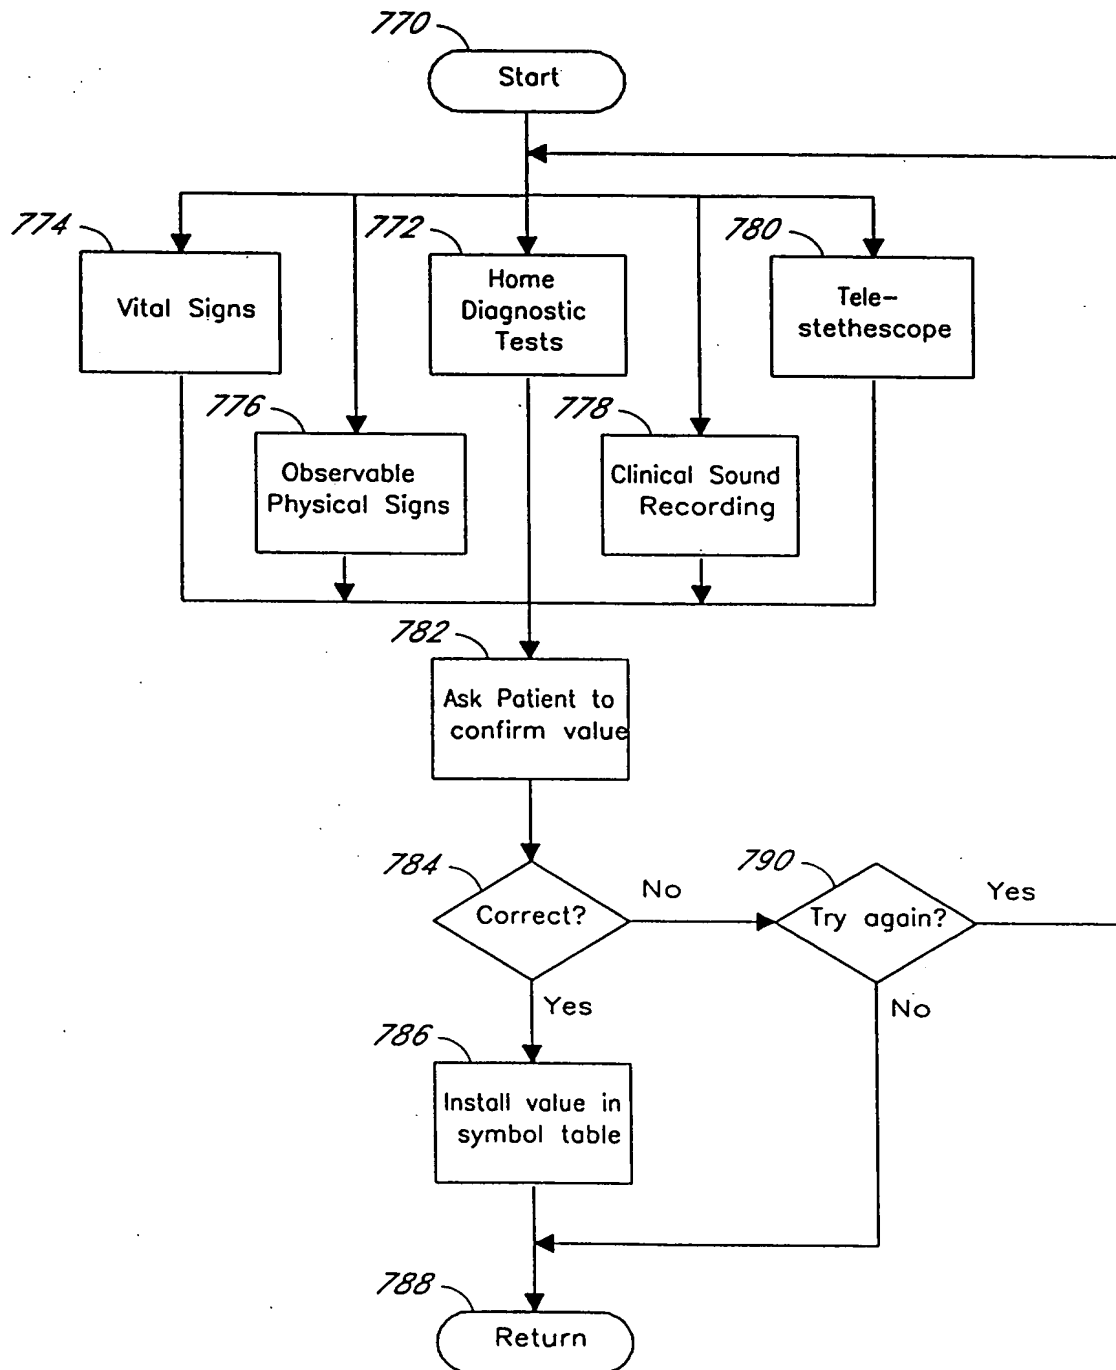 770
Start
774
Vital Signs
772
Home
Diagnostic
Tests
780
Tele-
stethescope
776
Observable
Physical Signs
778
Clinical Sound
Recording
782
Ask Patient to
confirm value
784
Correct?
No
790
Try again?
Yes
Yes
No
786
Install value in
symbol table
788
Return